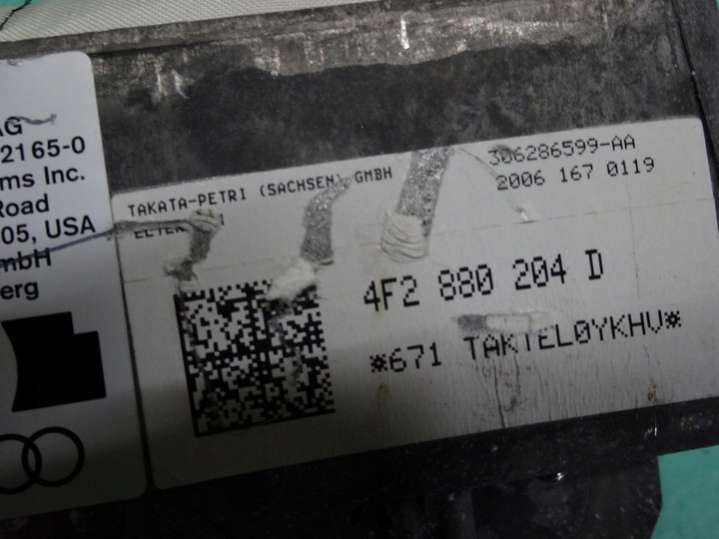 AG
2165-0
ms Inc.
Road
05, USA
mbH
erg
TAKATA-PETRI (SACHSEN) GMBH
306286599-AA
2006 167 0119
4F2 880 204 D
*671 TAKTEL0YKHV*